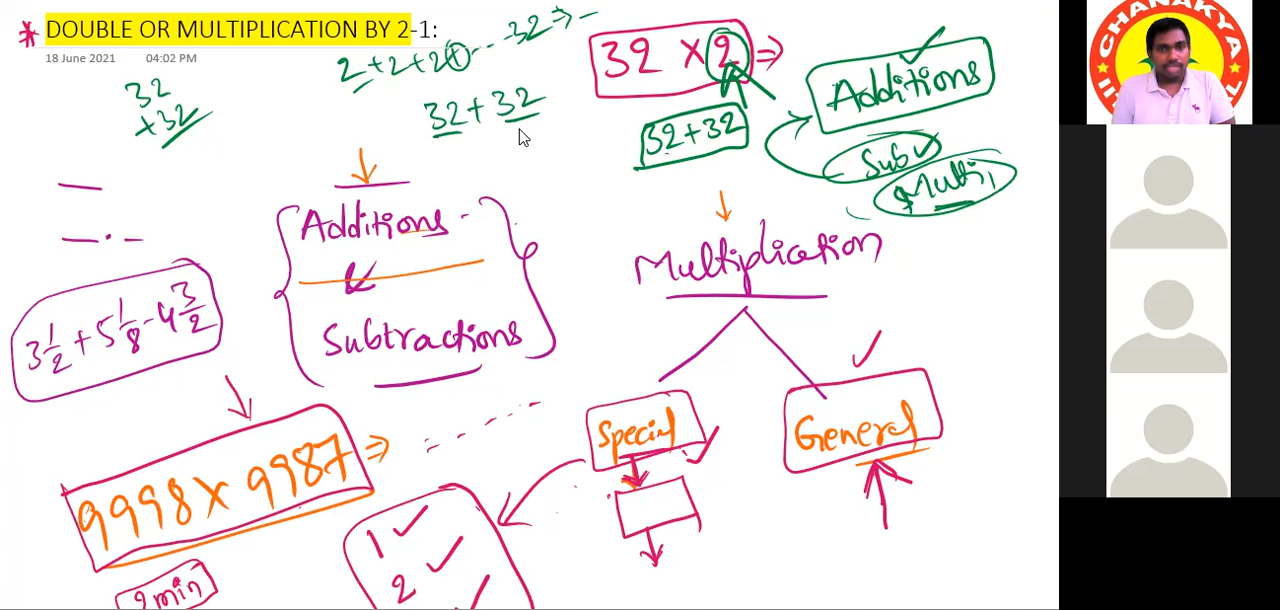 * DOUBLE OR MULTIPLICATION BY 2-1:
18 June 2021 04:02 PM
32
+32
2+2+2+ - - - 32 ⇒ -
32 + 32
32 × 2 ⇒
32+32
Additions
Sub
Multi,
Additions
&
Subtractions
Multiplication
Special
General
3 1/2 + 5 1/8 - 4 3/2
9998 × 9987 ⇒
2 min
1 ✓
2 ✓
CHANAKYA